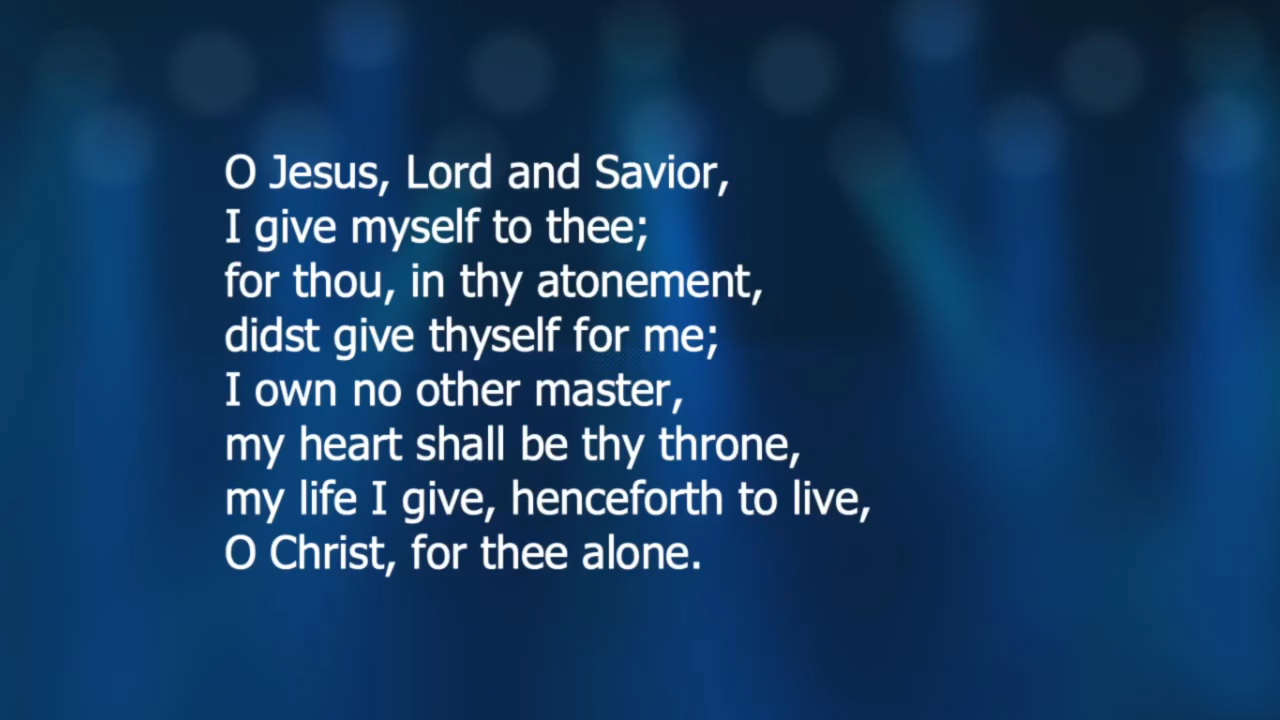 O Jesus, Lord and Savior,
I give myself to thee;
for thou, in thy atonement,
didst give thyself for me;
I own no other master,
my heart shall be thy throne,
my life I give, henceforth to live,
O Christ, for thee alone.